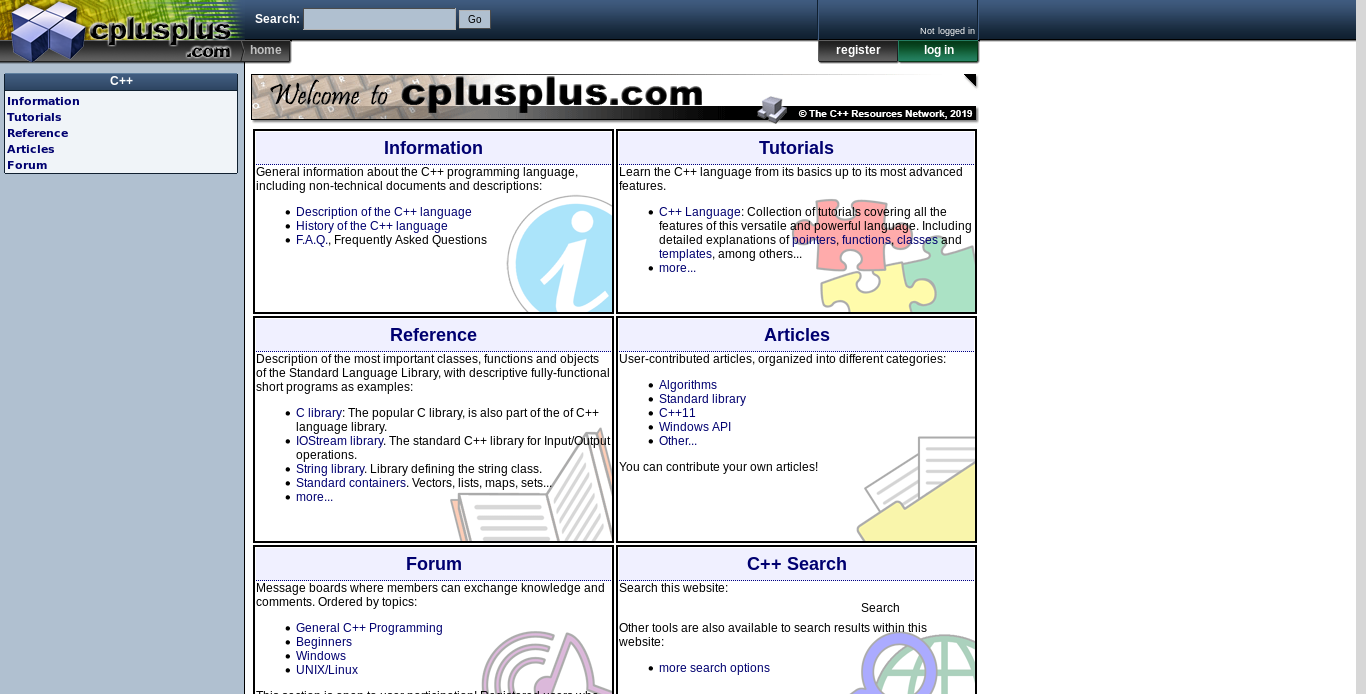 cplusplus
.com
Search:
Go
Not logged in
home
register
log in
C++
Information
Tutorials
Reference
Articles
Forum
Welcome to cplusplus.com
© The C++ Resources Network, 2019
Information
General information about the C++ programming language,
including non-technical documents and descriptions:
Description of the C++ language
History of the C++ language
F.A.Q., Frequently Asked Questions
Tutorials
Learn the C++ language from its basics up to its most advanced
features.
C++ Language: Collection of tutorials covering all the
features of this versatile and powerful language. Including
detailed explanations of pointers, functions, classes and
templates, among others...
more...
Reference
Description of the most important classes, functions and objects
of the Standard Language Library, with descriptive fully-functional
short programs as examples:
C library: The popular C library, is also part of the of C++
language library.
IOStream library. The standard C++ library for Input/Output
operations.
String library. Library defining the string class.
Standard containers. Vectors, lists, maps, sets...
more...
Articles
User-contributed articles, organized into different categories:
Algorithms
Standard library
C++11
Windows API
Other...
You can contribute your own articles!
Forum
Message boards where members can exchange knowledge and
comments. Ordered by topics:
General C++ Programming
Beginners
Windows
UNIX/Linux
This section is open to user participation! Registered users who
C++ Search
Search this website:
Search
Other tools are also available to search results within this
website:
more search options